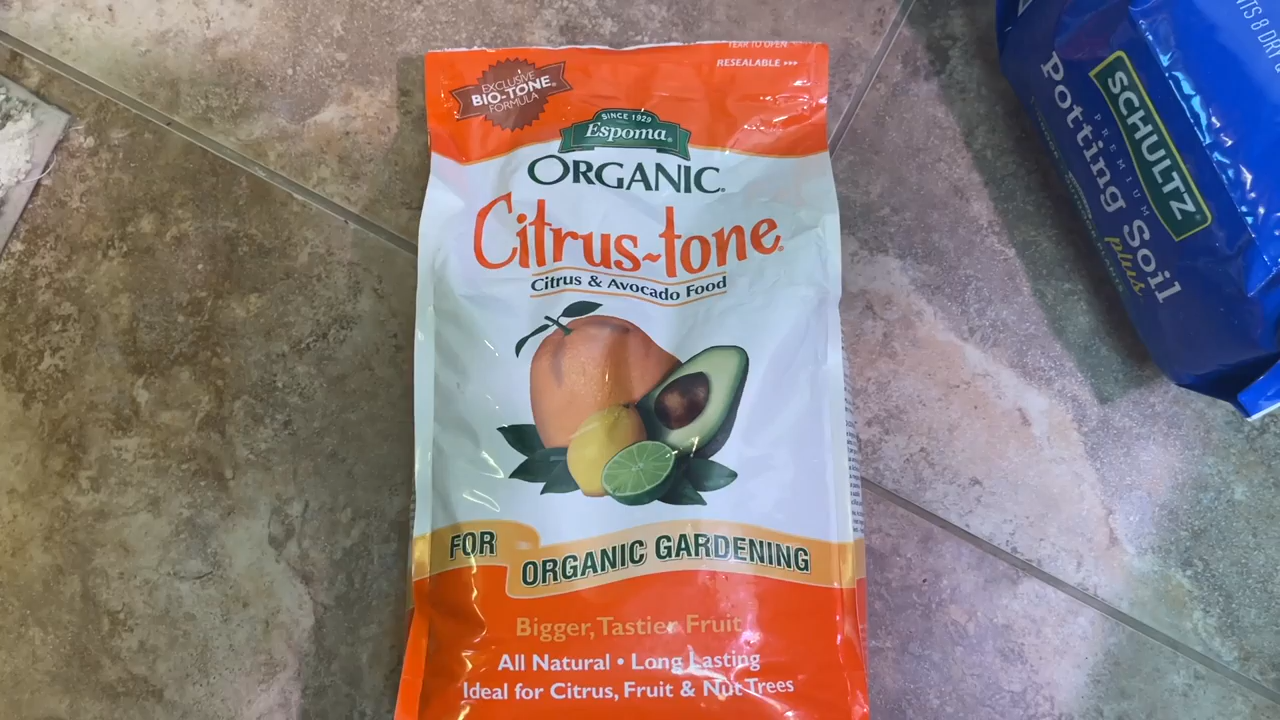 TEAR TO OPEN
RESEALABLE >>>
EXCLUSIVE
BIO-TONE®
FORMULA
SINCE 1929
Espoma®
ORGANIC®
Citrus~tone®
Citrus & Avocado Food
FOR
ORGANIC GARDENING
Bigger, Tastier Fruit
All Natural • Long Lasting
Ideal for Citrus, Fruit & Nut Trees
SCHULTZ®
PREMIUM
Potting Soil
plus